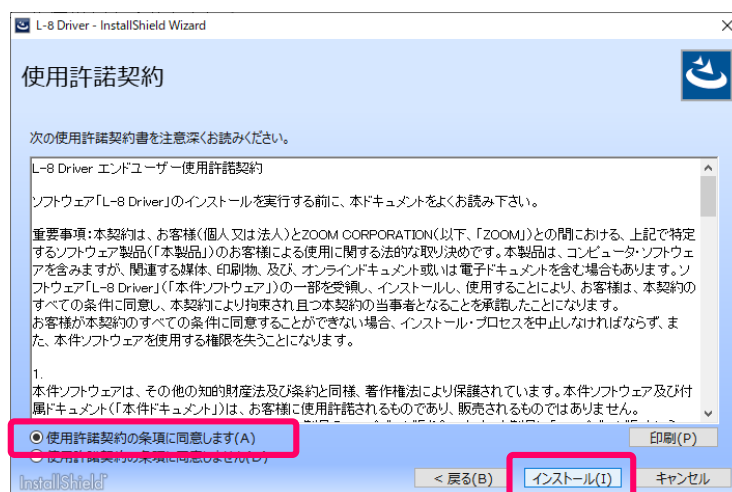 L-8 Driver - InstallShield Wizard
使用許諾契約
次の使用許諾契約書を注意深くお読みください。
L-8 Driver エンドユーザー使用許諾契約
ソフトウェア「L-8 Driver」のインストールを実行する前に、本ドキュメントをよくお読み下さい。
重要事項:本契約は、お客様(個人又は法人)とZOOM CORPORATION(以下、「ZOOM」)との間における、上記で特定
するソフトウェア製品(「本製品」)のお客様による使用に関する法的な取り決めです。本製品は、コンピュータ・ソフトウェ
アを含みますが、関連する媒体、印刷物、及び、オンラインドキュメント或いは電子ドキュメントを含む場合もあります。ソ
フトウェア「L-8 Driver」(「本件ソフトウェア」)の一部を受領し、インストールし、使用することにより、お客様は、本契約の
すべての条件に同意し、本契約により拘束され且つ本契約の当事者となることを承諾したことになります。
お客様が本契約のすべての条件に同意することができない場合、インストール・プロセスを中止しなければならず、ま
た、本件ソフトウェアを使用する権限を失うことになります。
1.
本件ソフトウェアは、その他の知的財産法及び条約と同様、著作権法により保護されています。本件ソフトウェア及び付
属ドキュメント(「本件ドキュメント」)は、お客様に使用許諾されるものであり、販売されるものではありません。
使用許諾契約の条項に同意します(A)
印刷(P)
使用許諾契約の条項に同意しません(D)
InstallShield
< 戻る(B)
インストール(I)
キャンセル